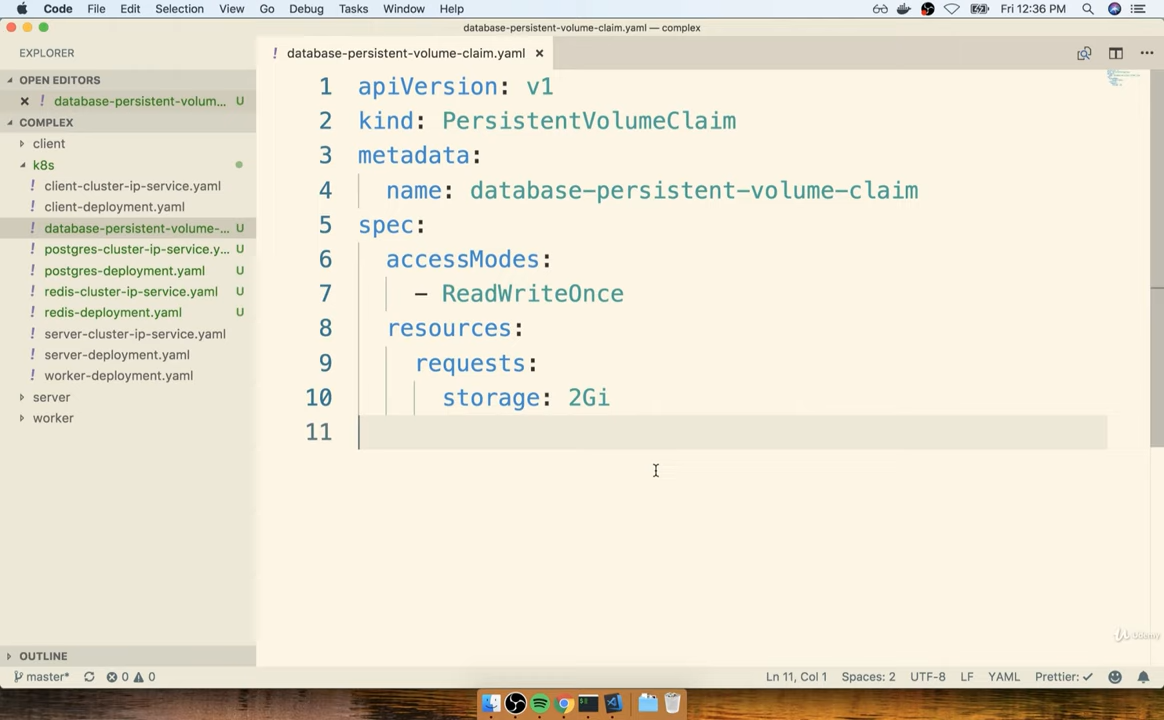 Code File Edit Selection View Go Debug Tasks Window Help Fri 12:36 PM
database-persistent-volume-claim.yaml — complex
EXPLORER
! database-persistent-volume-claim.yaml ×
OPEN EDITORS
× ! database-persistent-volum... U
COMPLEX
client
k8s
! client-cluster-ip-service.yaml
! client-deployment.yaml
! database-persistent-volume-... U
! postgres-cluster-ip-service.y... U
! postgres-deployment.yaml U
! redis-cluster-ip-service.yaml U
! redis-deployment.yaml U
! server-cluster-ip-service.yaml
! server-deployment.yaml
! worker-deployment.yaml
server
worker
1 apiVersion: v1
2 kind: PersistentVolumeClaim
3 metadata:
4 name: database-persistent-volume-claim
5 spec:
6 accessModes:
7 - ReadWriteOnce
8 resources:
9 requests:
10 storage: 2Gi
11
Udemy
OUTLINE
master* 0 0 Ln 11, Col 1 Spaces: 2 UTF-8 LF YAML Prettier: ✓